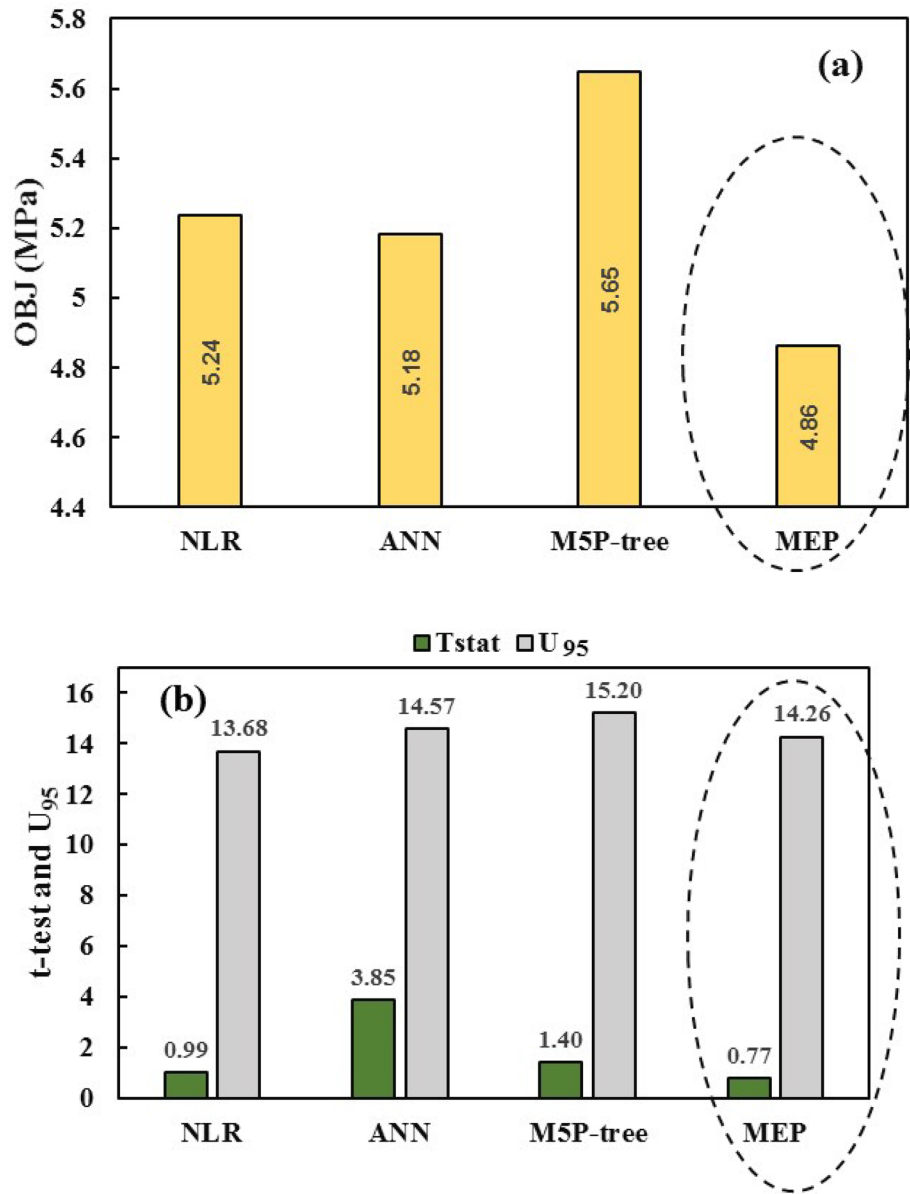 (a)
OBJ (MPa)
5.8
5.6
5.4
5.2
5
4.8
4.6
4.4
5.24
5.18
5.65
4.86
NLR ANN M5P-tree MEP
Tstat U95
(b)
t-test and U95
16
14
12
10
8
6
4
2
0
0.99 13.68 3.85 14.57 1.40 15.20 0.77 14.26
NLR ANN M5P-tree MEP